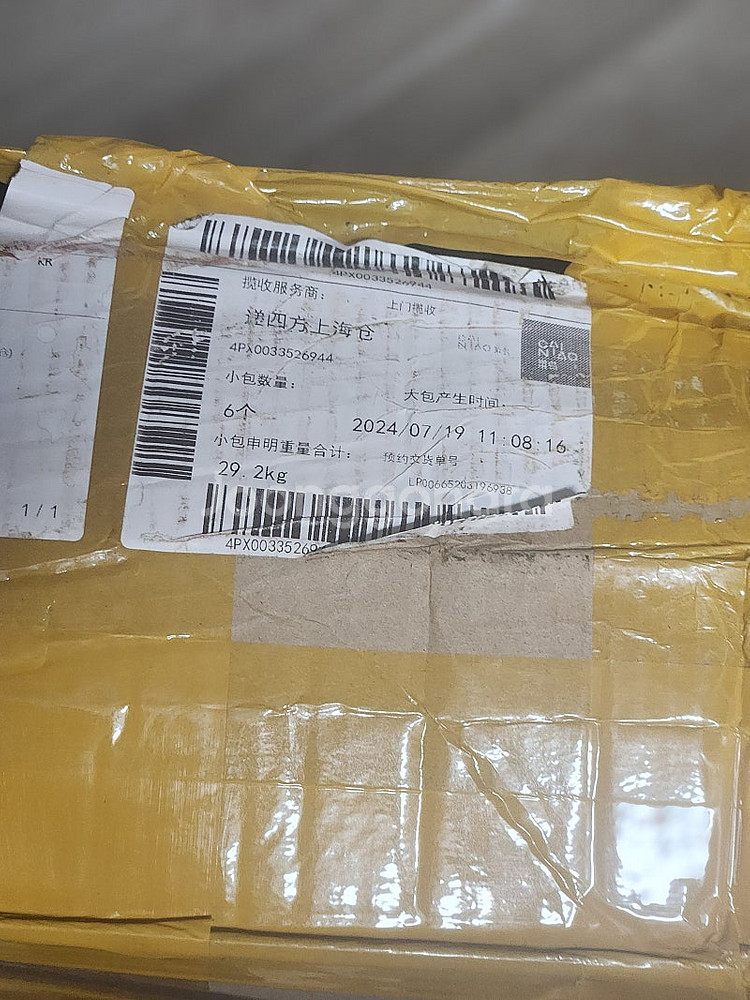 KR
1/1
4PX0033526944
揽收服务商：
上门揽收
递四方上海仓
4PX0033526944
CAI
NIAO
菜鸟
小包数量：
大包产生时间：
6个
2024/07/19 11:08:16
小包申明重量合计：
预约交货单号
29.2kg
4PX00335269
Joongonara